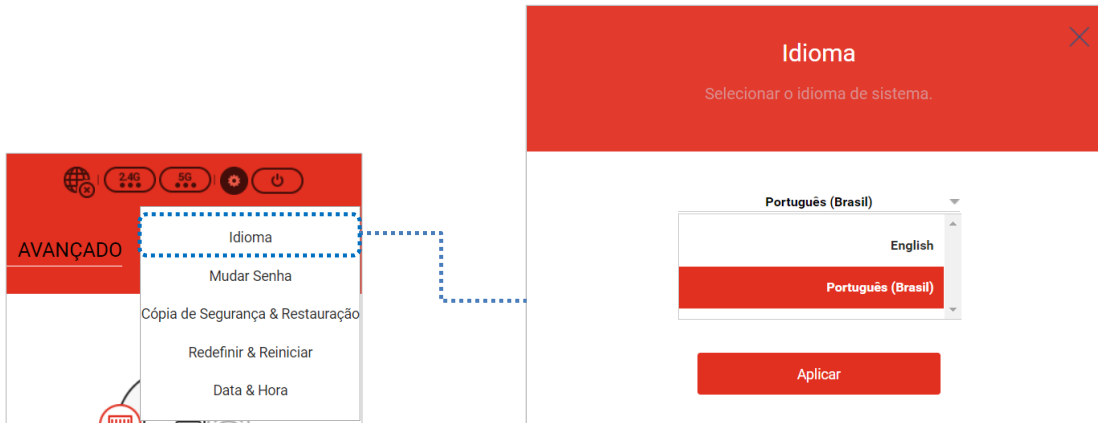 2.4G
5G
AVANÇADO
Idioma
Mudar Senha
Cópia de Segurança & Restauração
Redefinir & Reiniciar
Data & Hora
Idioma
Selecionar o idioma de sistema.
Português (Brasil)
English
Português (Brasil)
Aplicar